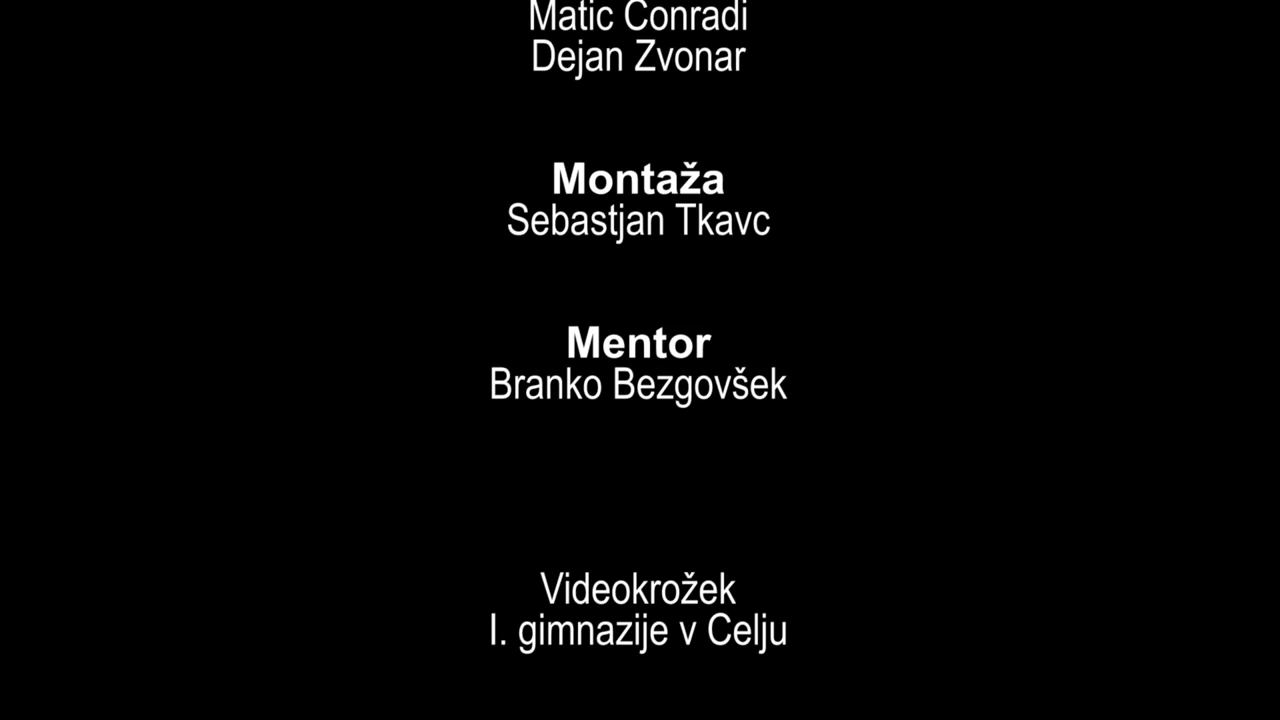 Matic Conradi
Dejan Zvonar
Montaža
Sebastjan Tkavc
Mentor
Branko Bezgovšek
Videokrožek
I. gimnazije v Celju